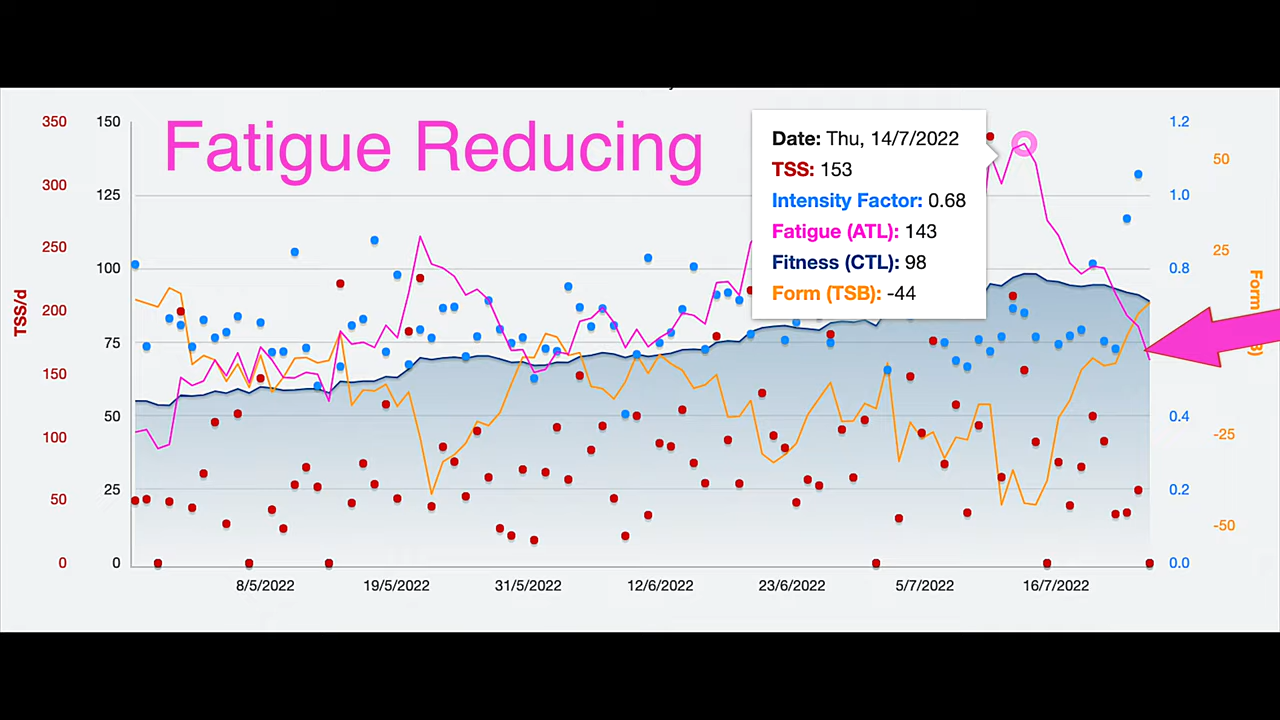 Fatigue Reducing
Date: Thu, 14/7/2022
TSS: 153
Intensity Factor: 0.68
Fatigue (ATL): 143
Fitness (CTL): 98
Form (TSB): -44
TSS/d
350
300
250
200
150
100
50
0
150
125
100
75
50
25
0
8/5/2022 19/5/2022 31/5/2022 12/6/2022 23/6/2022 5/7/2022 16/7/2022
1.2
1.0
0.8
0.4
0.2
0.0
50
25
-25
-50
Form
B)